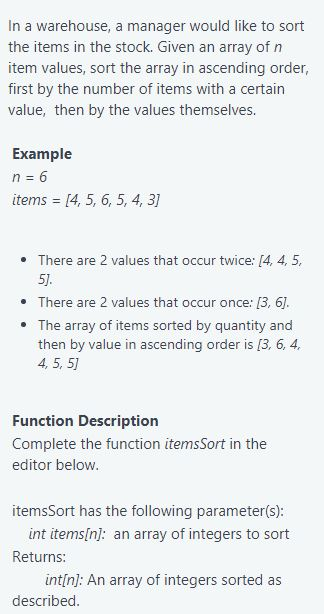 In a warehouse, a manager would like to sort
the items in the stock. Given an array of n
item values, sort the array in ascending order,
first by the number of items with a certain
value,  then by the values themselves.
Example
n = 6
items = [4, 5, 6, 5, 4, 3]
• There are 2 values that occur twice: [4, 4, 5,
5].
• There are 2 values that occur once: [3, 6].
• The array of items sorted by quantity and
then by value in ascending order is [3, 6, 4,
4, 5, 5]
Function Description
Complete the function itemsSort in the
editor below.
itemsSort has the following parameter(s):
int items[n]:  an array of integers to sort
Returns:
int[n]: An array of integers sorted as
described.